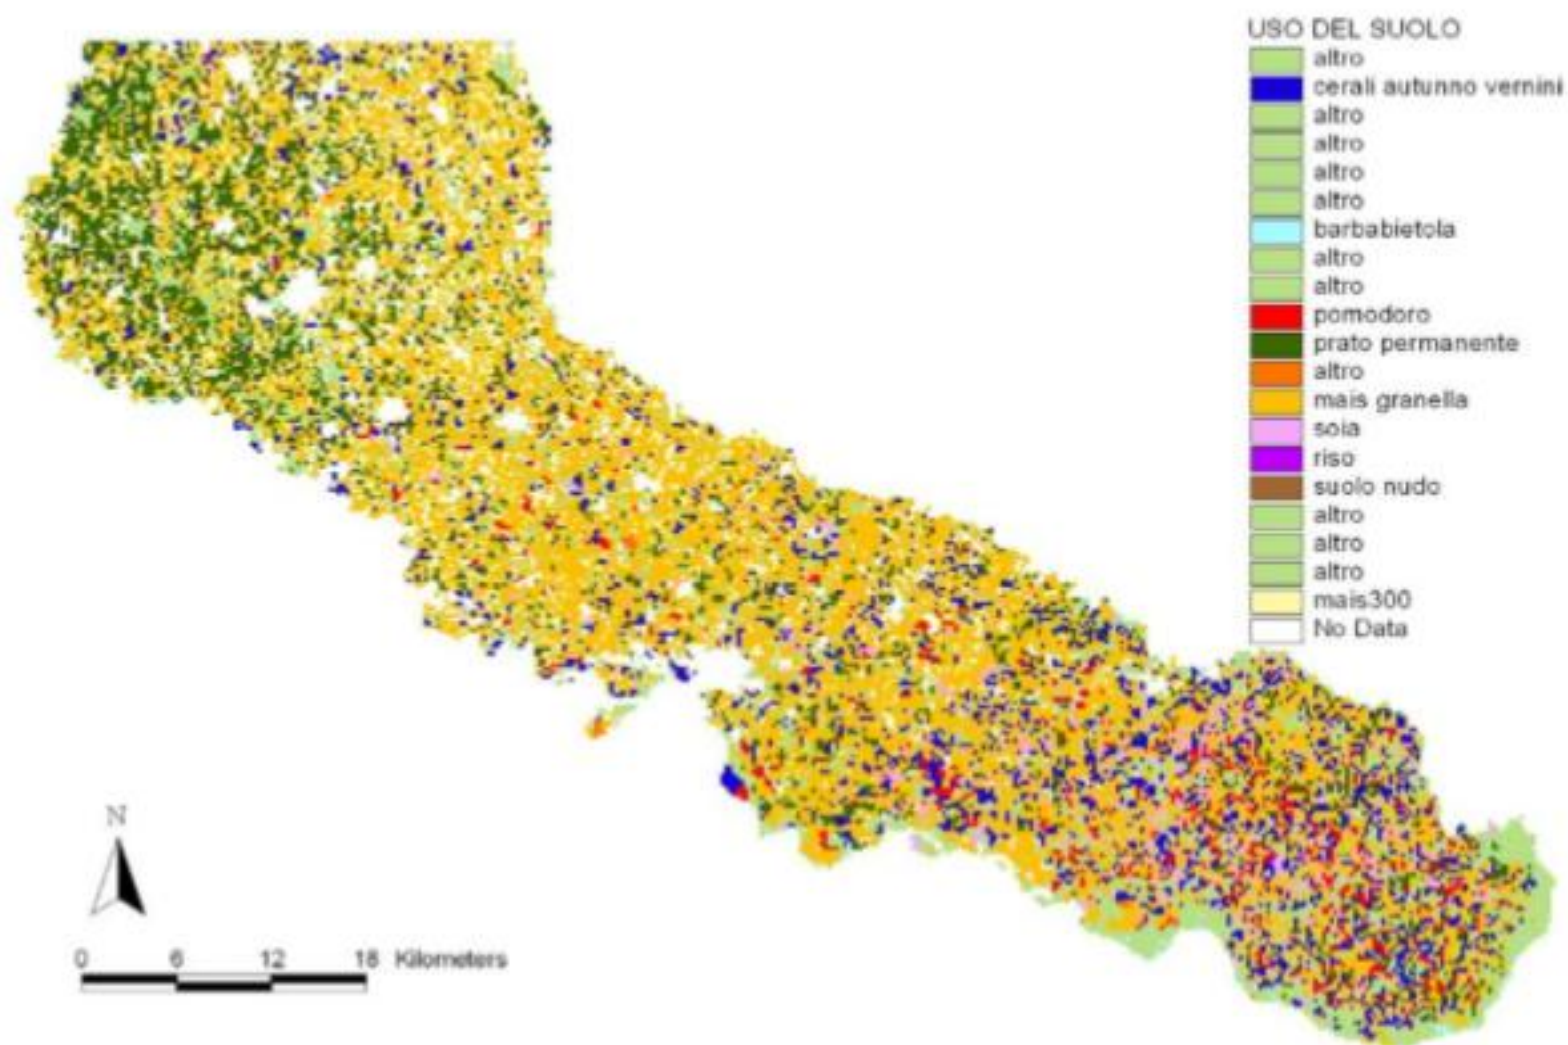 USO DEL SUOLO
altro
cerali autunno vernini
altro
altro
altro
altro
barbabietola
altro
altro
pomodoro
prato permanente
altro
mais granella
soia
riso
suolo nudo
altro
altro
altro
mais300
No Data
N
0 6 12 18 Kilometers